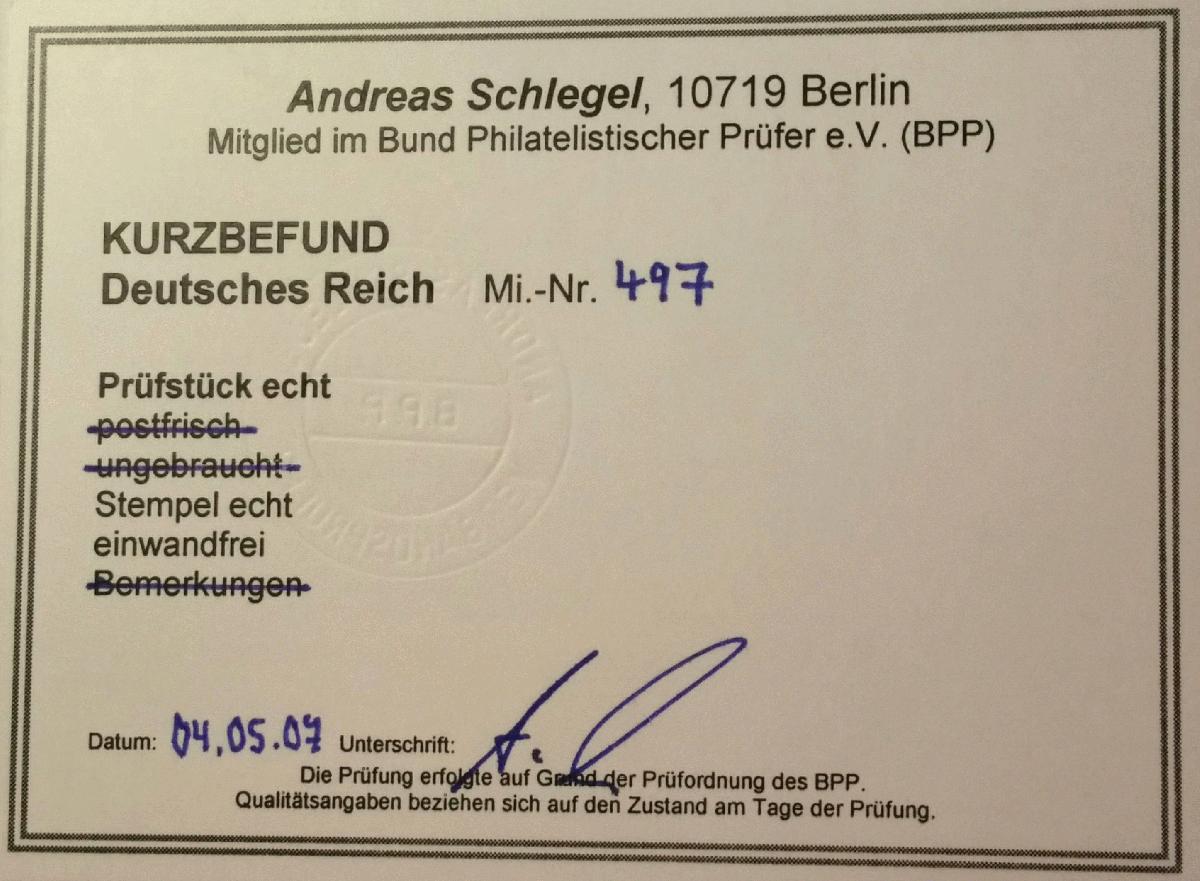 Andreas Schlegel, 10719 Berlin
Mitglied im Bund Philatelistischer Prüfer e.V. (BPP)
KURZBEFUND
Deutsches Reich Mi.-Nr. 497
Prüfstück echt
postfrisch
ungebraucht
Stempel echt
einwandfrei
Bemerkungen
B.P.P.
Datum: 04.05.07 Unterschrift:
Die Prüfung erfolgte auf Grund der Prüfordnung des BPP.
Qualitätsangaben beziehen sich auf den Zustand am Tage der Prüfung.